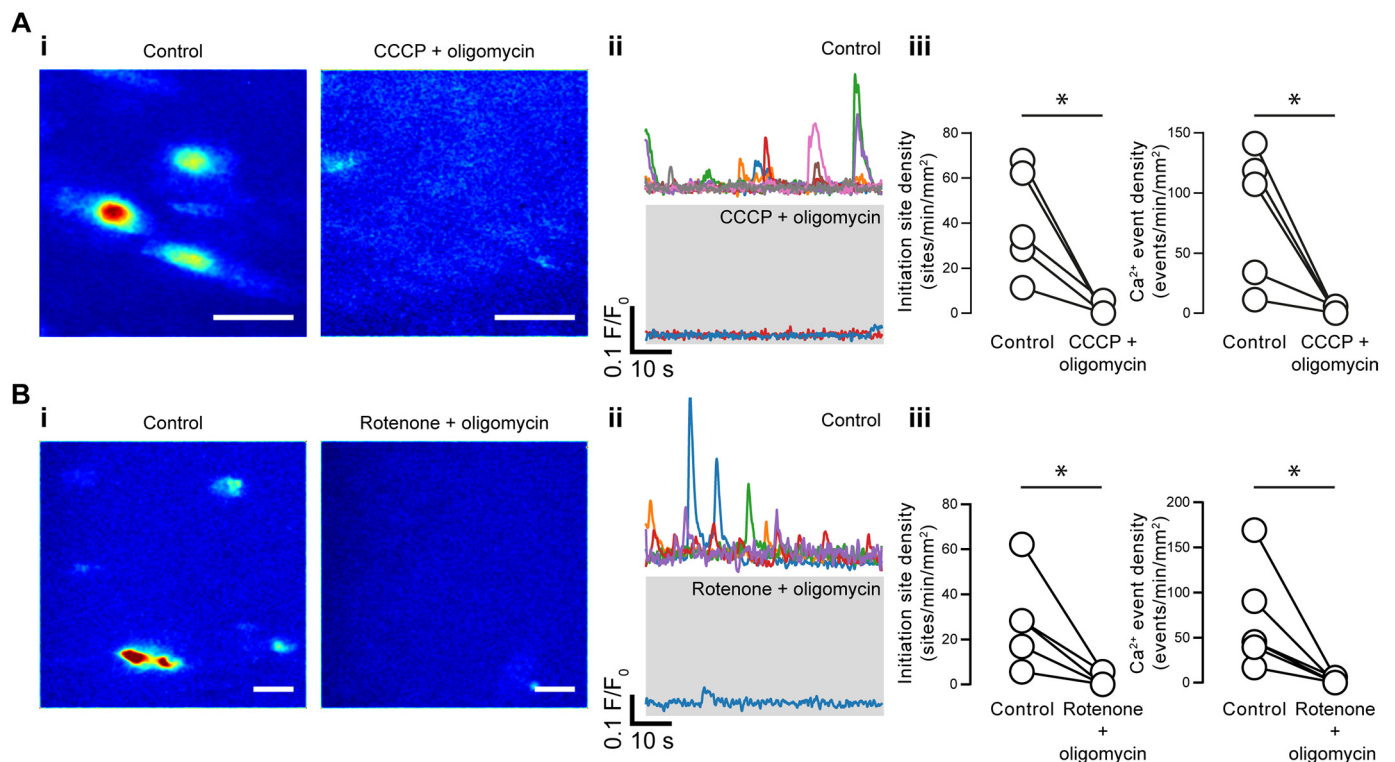 A
i
Control
CCCP + oligomycin
ii
Control
CCCP + oligomycin
0.1 F/F0
10 s
iii
*
Initiation site density
(sites/min/mm²)
80
60
40
20
0
Control
CCCP +
oligomycin
*
Ca²⁺ event density
(events/min/mm²)
150
100
50
0
Control
CCCP +
oligomycin
B
i
Control
Rotenone + oligomycin
ii
Control
Rotenone + oligomycin
0.1 F/F0
10 s
iii
*
Initiation site density
(sites/min/mm²)
80
60
40
20
0
Control
Rotenone
+
oligomycin
*
Ca²⁺ event density
(events/min/mm²)
200
150
100
50
0
Control
Rotenone
+
oligomycin